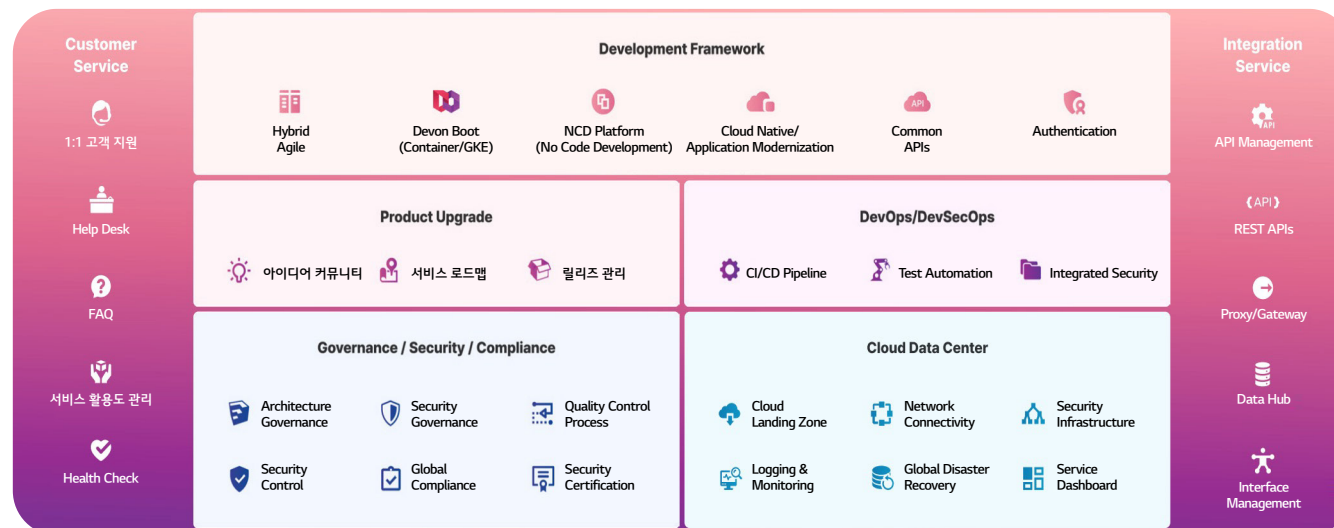 Customer
Service
1:1 고객 지원
Help Desk
FAQ
서비스 활용도 관리
Health Check
Development Framework
Hybrid
Agile
Devon Boot
(Container/GKE)
NCD Platform
(No Code Development)
Cloud Native/
Application Modernization
API
Common
APIs
Authentication
Product Upgrade
아이디어 커뮤니티
서비스 로드맵
릴리즈 관리
DevOps/DevSecOps
CI/CD Pipeline
Test Automation
Integrated Security
Governance / Security / Compliance
Architecture
Governance
Security
Governance
Quality Control
Process
Security
Control
Global
Compliance
Security
Certification
Cloud Data Center
Cloud
Landing Zone
Network
Connectivity
Security
Infrastructure
Logging &
Monitoring
Global Disaster
Recovery
Service
Dashboard
Integration
Service
API
API Management
{API}
REST APIs
Proxy/Gateway
Data Hub
Interface
Management